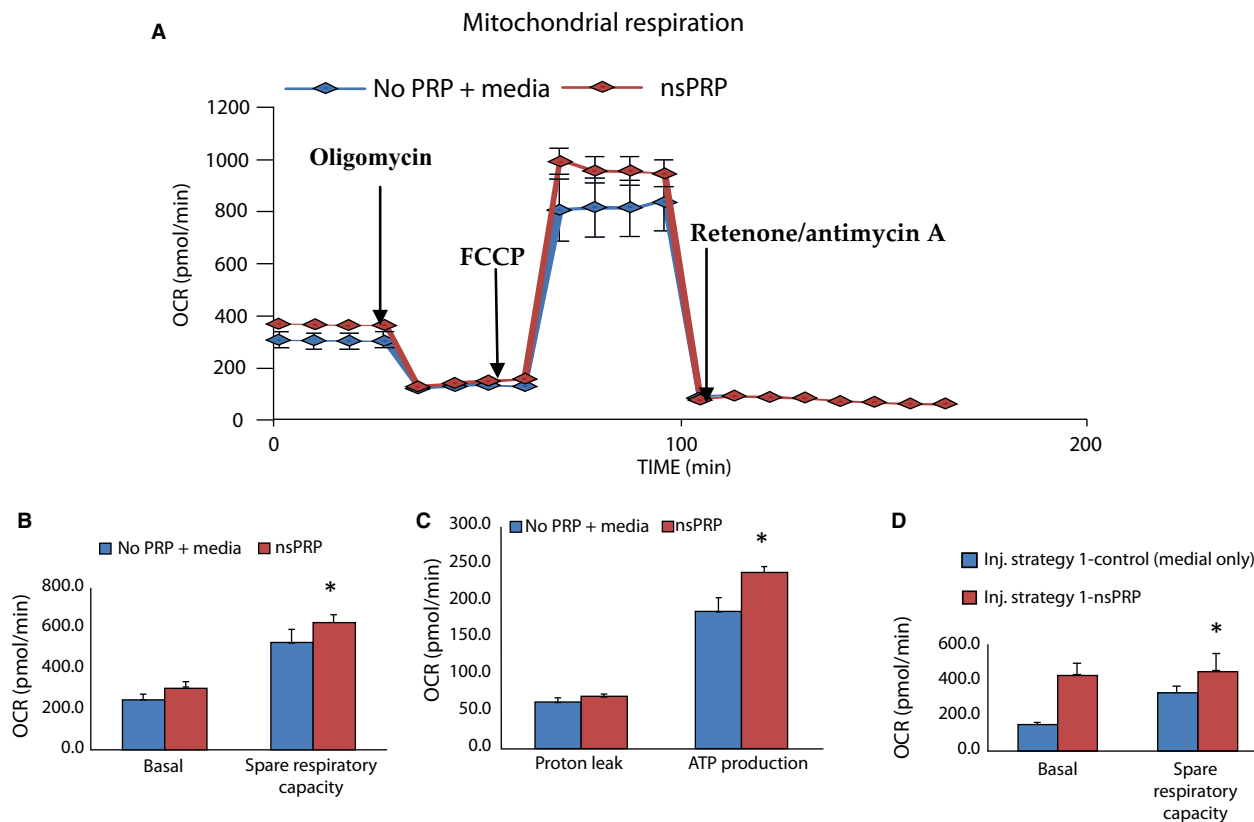 Mitochondrial respiration
A
No PRP + media
nsPRP
1200
1000
800
600
400
200
0
OCR (pmol/min)
Oligomycin
FCCP
Retenone/antimycin A
0
100
200
TIME (min)
B
No PRP + media
nsPRP
800.0
600.0
400.0
200.0
0.0
OCR (pmol/min)
*
Basal
Spare respiratory
capacity
C
No PRP + media
nsPRP
300.0
250.0
200.0
150.0
100.0
50.0
0.0
OCR (pmol/min)
*
Proton leak
ATP production
D
Inj. strategy 1-control (medial only)
Inj. strategy 1-nsPRP
600.0
400.0
200.0
0.0
OCR (pmol/min)
*
Basal
Spare
respiratory
capacity